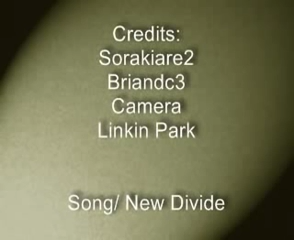 Credits:
Sorakiare2
Briandc3
Camera
Linkin Park
Song/ New Divide